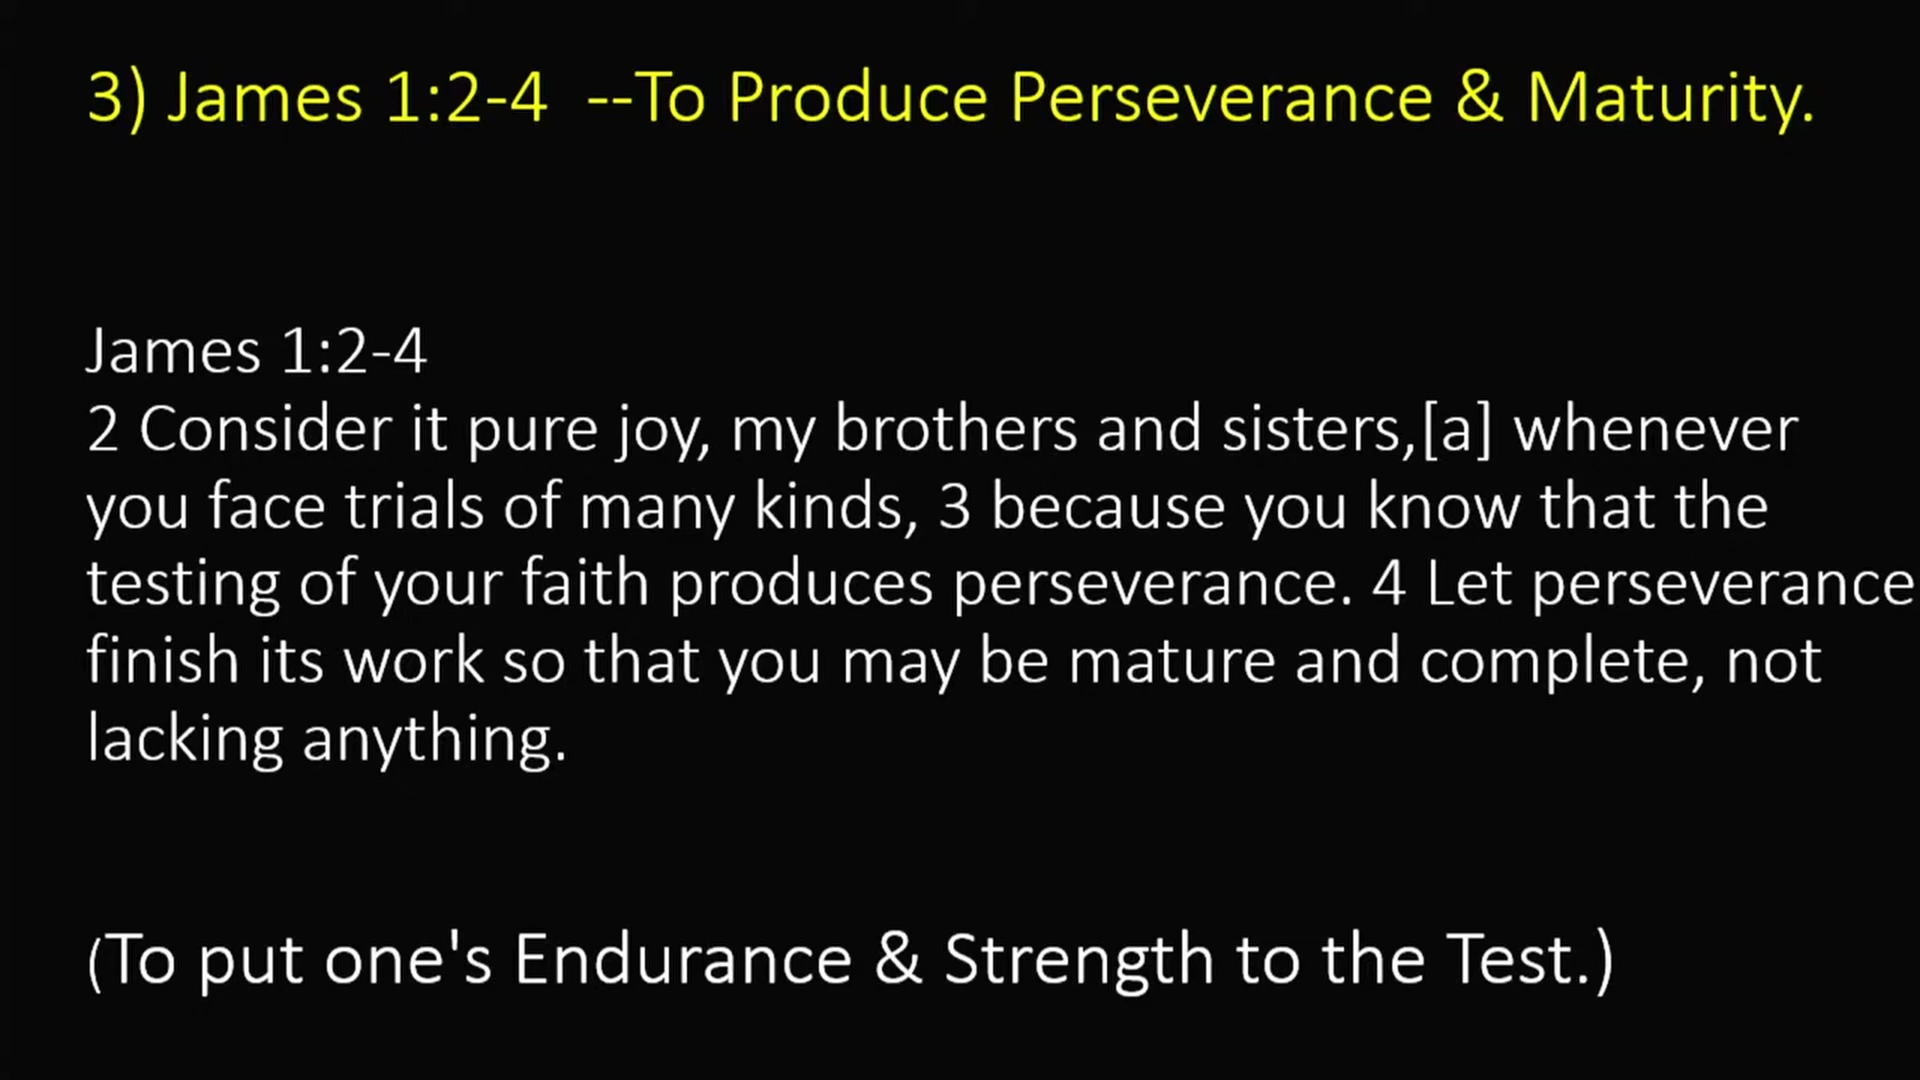 3) James 1:2-4  --To Produce Perseverance & Maturity.
James 1:2-4
2 Consider it pure joy, my brothers and sisters,[a] whenever
you face trials of many kinds, 3 because you know that the
testing of your faith produces perseverance. 4 Let perseverance
finish its work so that you may be mature and complete, not
lacking anything.
(To put one's Endurance & Strength to the Test.)